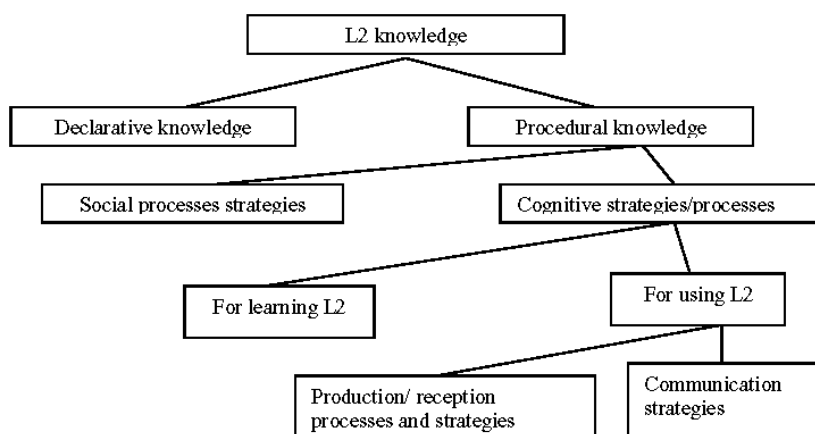 L2 knowledge
Declarative knowledge
Procedural knowledge
Social processes strategies
Cognitive strategies/processes
For learning L2
For using L2
Production/ reception
processes and strategies
Communication
strategies